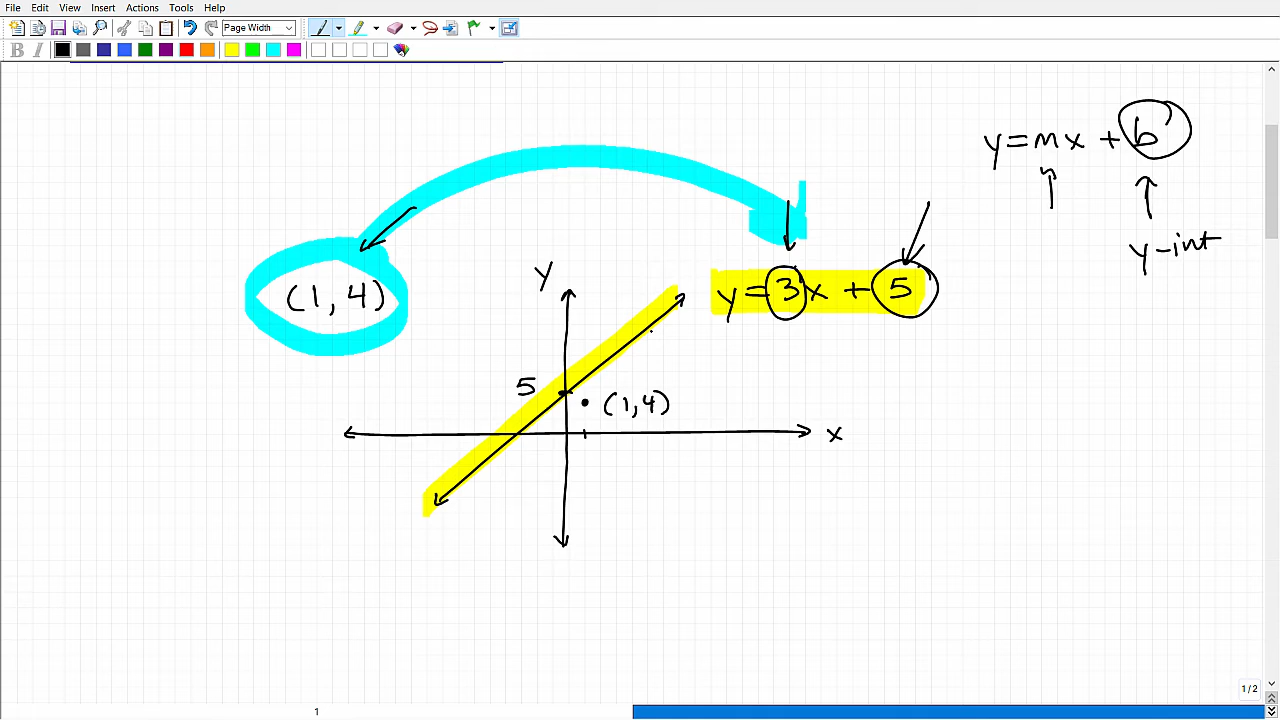 File Edit View Insert Actions Tools Help
Page Width
B I
y=mx + b
y-int
(1, 4)
y=3x + 5
y
5
(1,4)
x
1/2
1